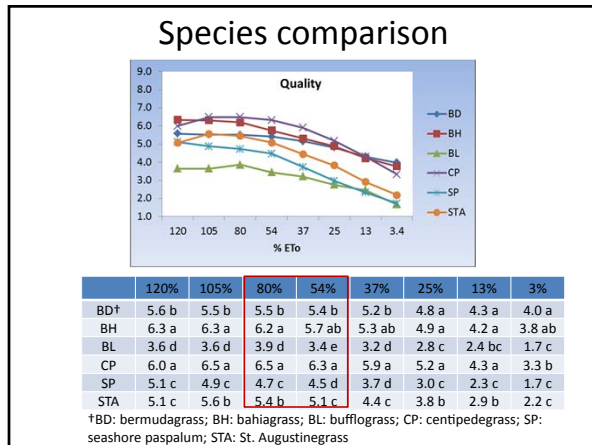 Species comparison
Quality
9.0
8.0
7.0
6.0
5.0
4.0
3.0
2.0
1.0
120 105 80 54 37 25 13 3.4
% ETo
BD
BH
BL
CP
SP
STA
120% 105% 80% 54% 37% 25% 13% 3%
BD† 5.6 b 5.5 b 5.5 b 5.4 b 5.2 b 4.8 a 4.3 a 4.0 a
BH 6.3 a 6.3 a 6.2 a 5.7 ab 5.3 ab 4.9 a 4.2 a 3.8 ab
BL 3.6 d 3.6 d 3.9 d 3.4 e 3.2 d 2.8 c 2.4 bc 1.7 c
CP 6.0 a 6.5 a 6.5 a 6.3 a 5.9 a 5.2 a 4.3 a 3.3 b
SP 5.1 c 4.9 c 4.7 c 4.5 d 3.7 d 3.0 c 2.3 c 1.7 c
STA 5.1 c 5.6 b 5.4 b 5.1 c 4.4 c 3.8 b 2.9 b 2.2 c
†BD: bermudagrass; BH: bahiagrass; BL: bufflograss; CP: centipedegrass; SP:
seashore paspalum; STA: St. Augustinegrass